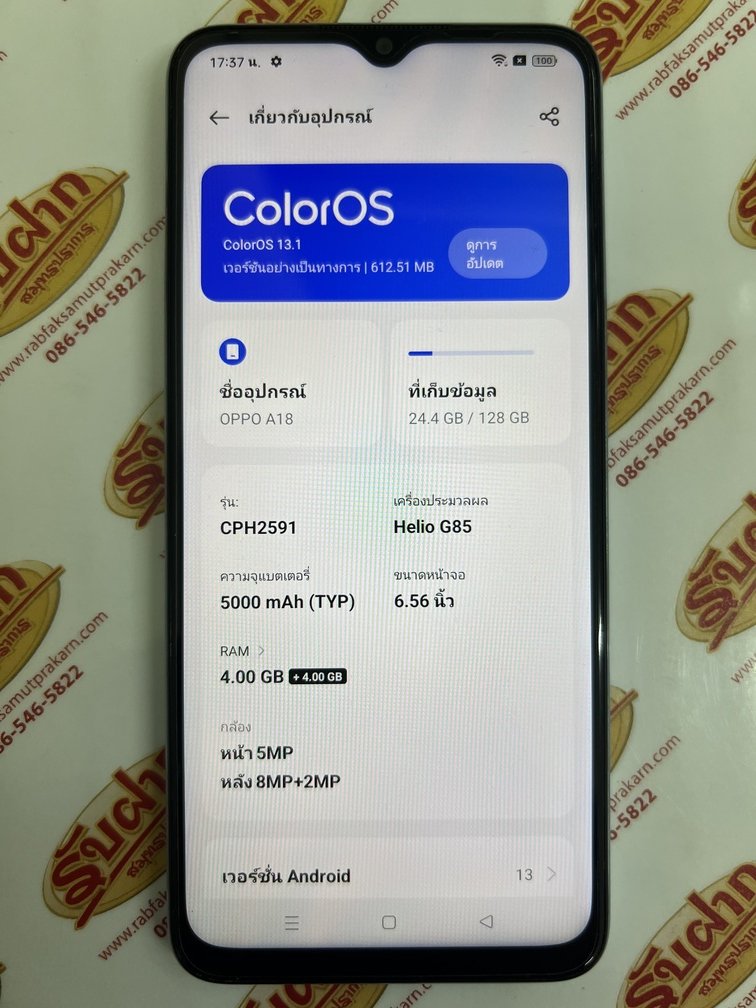 17:37 น.
100
เกี่ยวกับอุปกรณ์
ColorOS
ColorOS 13.1
เวอร์ชันอย่างเป็นทางการ | 612.51 MB
ดูการ
อัปเดต
ชื่ออุปกรณ์
OPPO A18
ที่เก็บข้อมูล
24.4 GB / 128 GB
รุ่น:
CPH2591
เครื่องประมวลผล
Helio G85
ความจุแบตเตอรี่
5000 mAh (TYP)
ขนาดหน้าจอ
6.56 นิ้ว
RAM
4.00 GB + 4.00 GB
กล้อง
หน้า 5MP
หลัง 8MP+2MP
เวอร์ชั่น Android
13
รับฝาก
สมุทรปราการ
www.rabfaksamutprakarn.com
086-546-5822